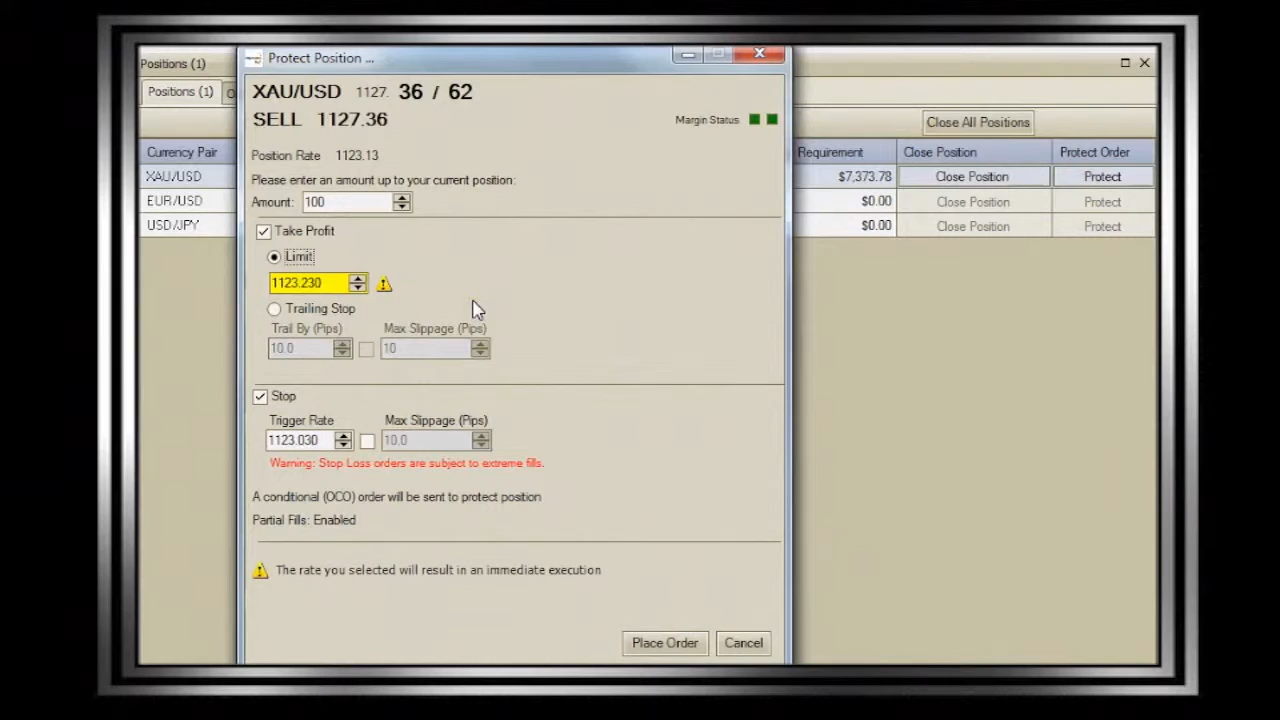 Protect Position ...
Positions (1)
Positions (1)
XAU/USD 1127. 36 / 62
SELL 1127.36
Margin Status
Close All Positions
Position Rate 1123.13
Currency Pair
Requirement
Close Position
Protect Order
XAU/USD
$7,373.78
Close Position
Protect
EUR/USD
$0.00
Close Position
Protect
USD/JPY
$0.00
Close Position
Protect
Please enter an amount up to your current position:
Amount: 100
Take Profit
Limit
1123.230
Trailing Stop
Trail By (Pips) Max Slippage (Pips)
10.0 10
Stop
Trigger Rate Max Slippage (Pips)
1123.030 10.0
Warning: Stop Loss orders are subject to extreme fills.
A conditional (OCO) order will be sent to protect position
Partial Fills: Enabled
The rate you selected will result in an immediate execution
Place Order Cancel